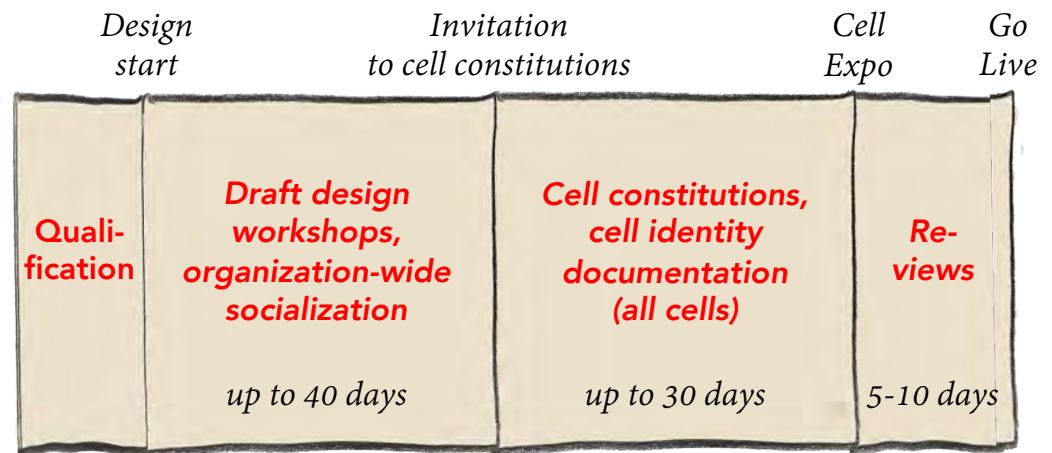 Design
start
Invitation
to cell constitutions
Cell
Expo
Go
Live
Quali-
fication
Draft design
workshops,
organization-wide
socialization
up to 40 days
Cell constitutions,
cell identity
documentation
(all cells)
up to 30 days
Re-
views
5-10 days